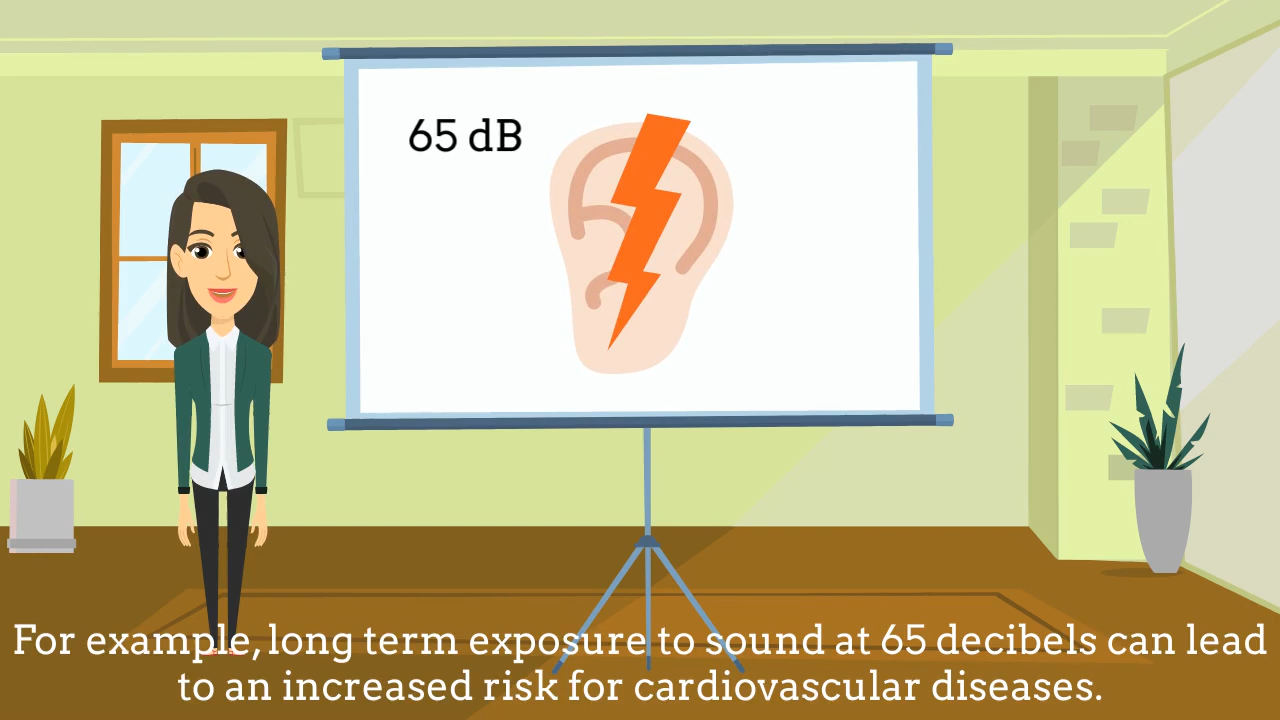 65 dB
For example, long term exposure to sound at 65 decibels can lead
to an increased risk for cardiovascular diseases.